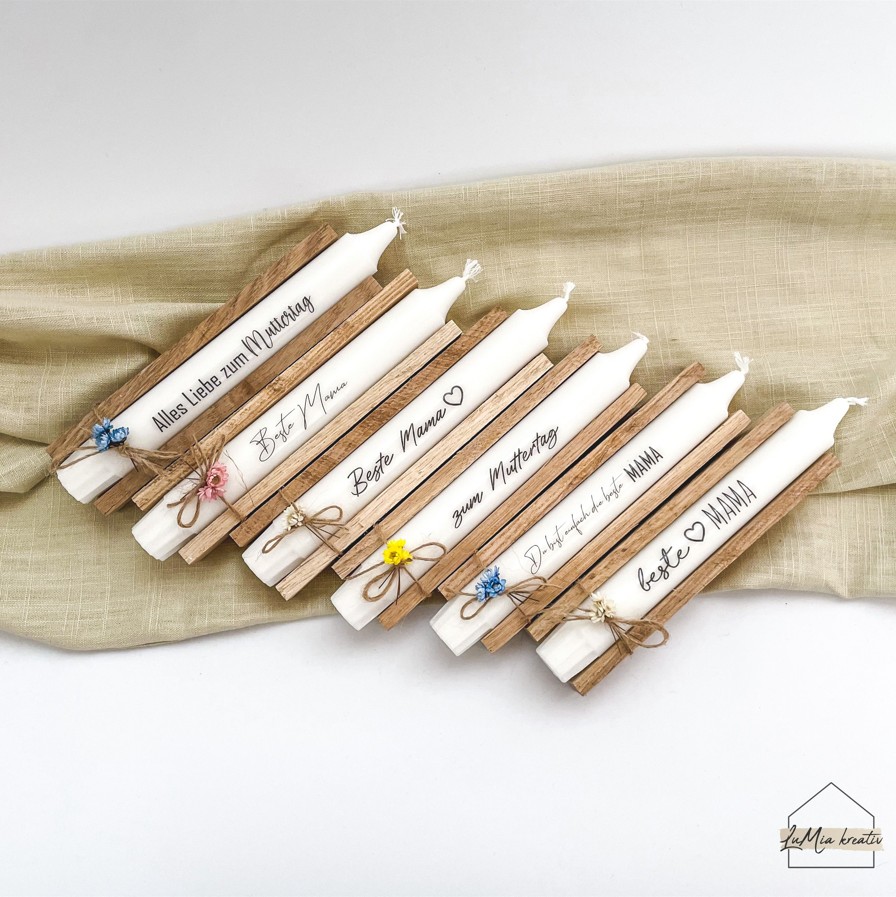 Alles Liebe zum Muttertag
Beste Mama
Beste Mama
zum Muttertag
Du bist einfach die beste MAMA
beste MAMA
LuMia kreativ